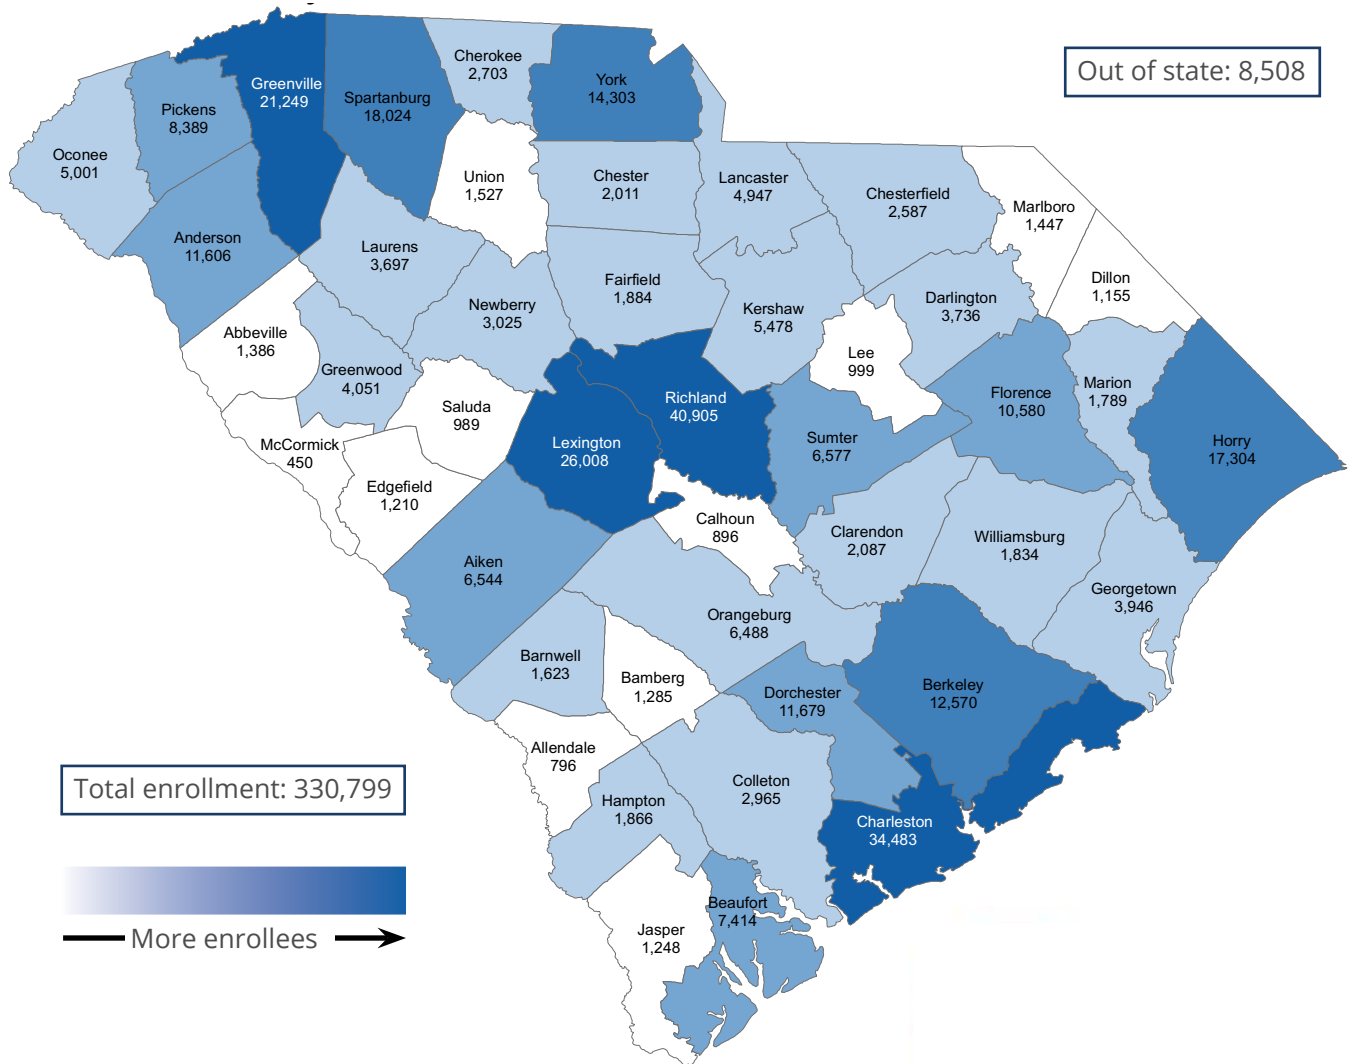 Cherokee
2,703
York
14,303
Out of state: 8,508
Greenville
21,249
Spartanburg
18,024
Pickens
8,389
Oconee
5,001
Union
1,527
Chester
2,011
Lancaster
4,947
Chesterfield
2,587
Marlboro
1,447
Anderson
11,606
Laurens
3,697
Fairfield
1,884
Dillon
1,155
Newberry
3,025
Kershaw
5,478
Darlington
3,736
Abbeville
1,386
Greenwood
4,051
Lee
999
Marion
1,789
Florence
10,580
Saluda
989
Richland
40,905
Lexington
26,008
Sumter
6,577
Horry
17,304
McCormick
450
Edgefield
1,210
Calhoun
896
Clarendon
2,087
Williamsburg
1,834
Aiken
6,544
Georgetown
3,946
Orangeburg
6,488
Barnwell
1,623
Bamberg
1,285
Dorchester
11,679
Berkeley
12,570
Allendale
796
Colleton
2,965
Total enrollment: 330,799
Hampton
1,866
Charleston
34,483
Beaufort
7,414
Jasper
1,248
More enrollees